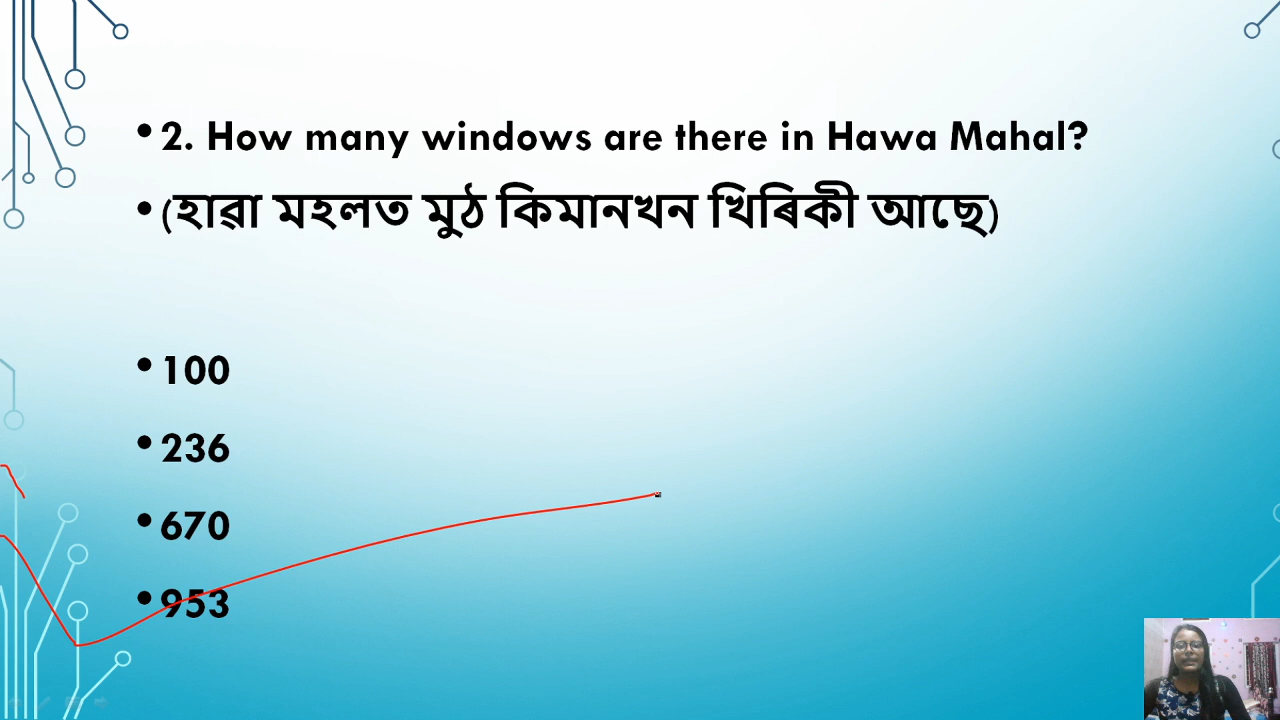 • 2. How many windows are there in Hawa Mahal?
• (হাৱা মহলত মুঠ কিমানখন খিৰিকী আছে)
• 100
• 236
• 670
• 953